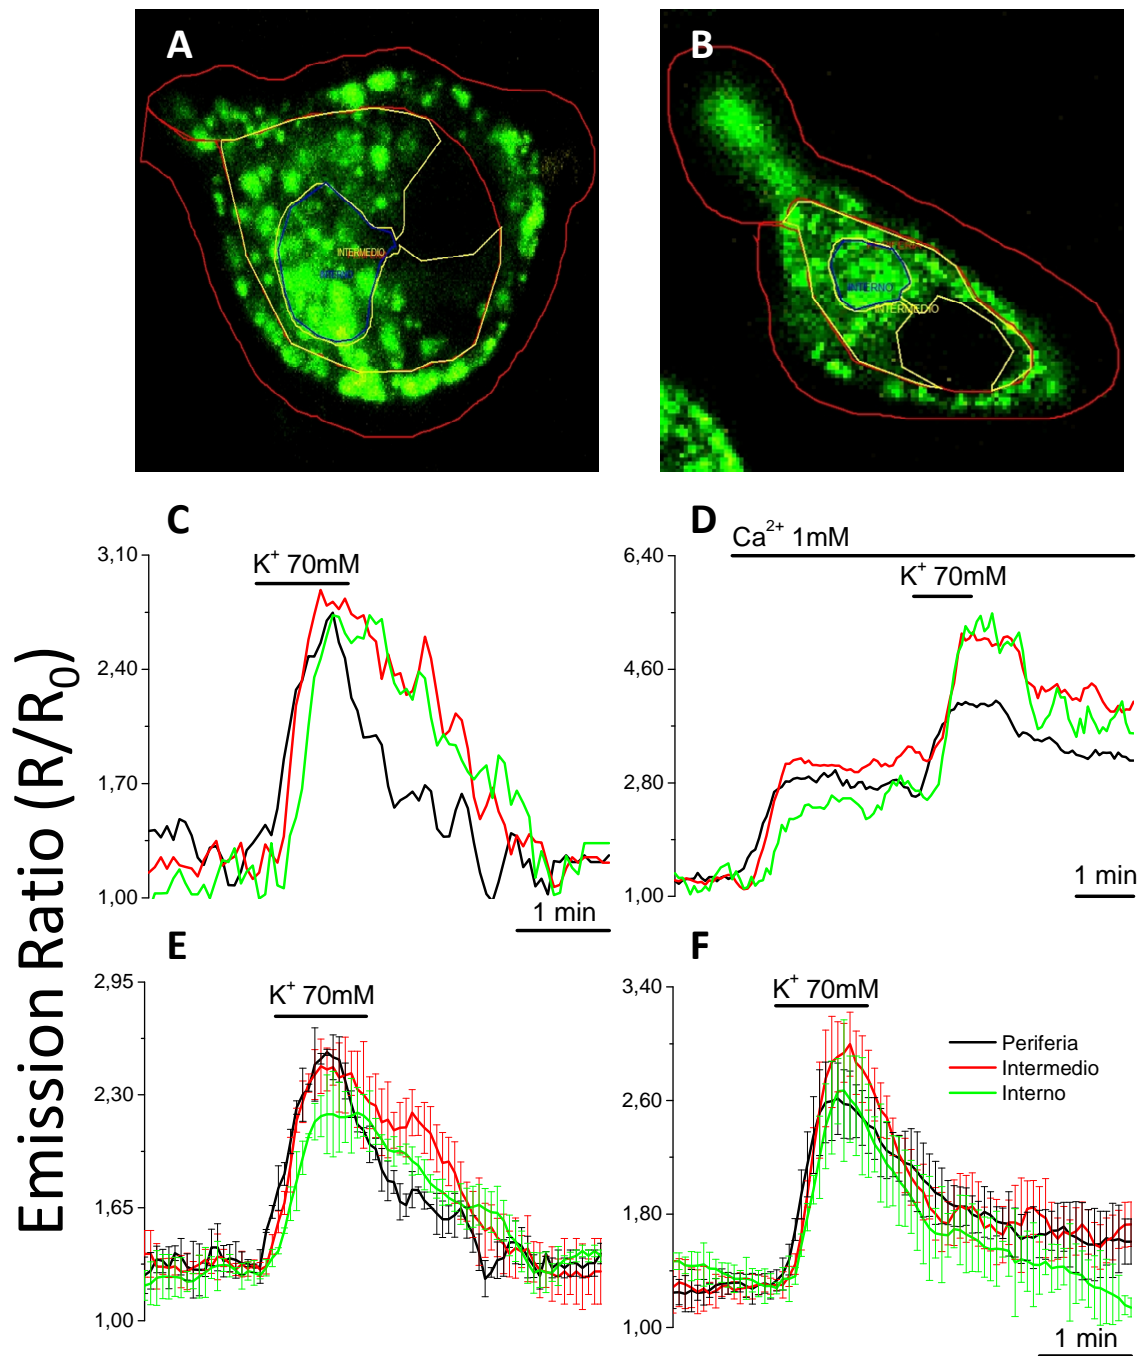 A
B
INTERMEDIO
INTERNO
INTERMEDIO
C
D
Ca²⁺ 1mM
3,10
K⁺ 70mM
6,40
K⁺ 70mM
2,40
4,60
1,70
2,80
1,00
1 min
1,00
1 min
E
F
2,95
K⁺ 70mM
3,40
K⁺ 70mM
Periferia
Intermedio
Interno
2,30
2,60
1,65
1,80
1,00
1,00
1 min
Emission Ratio (R/R₀)